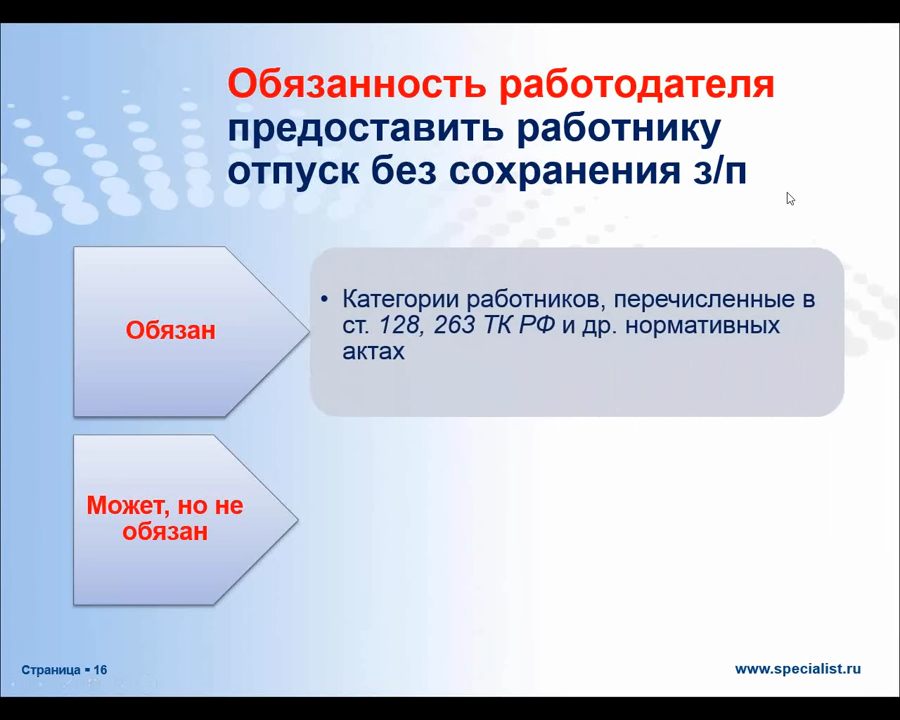 Обязанность работодателя
предоставить работнику
отпуск без сохранения з/п
Обязан
• Категории работников, перечисленные в
ст. 128, 263 ТК РФ и др. нормативных
актах
Может, но не
обязан
Страница ▪ 16
www.specialist.ru